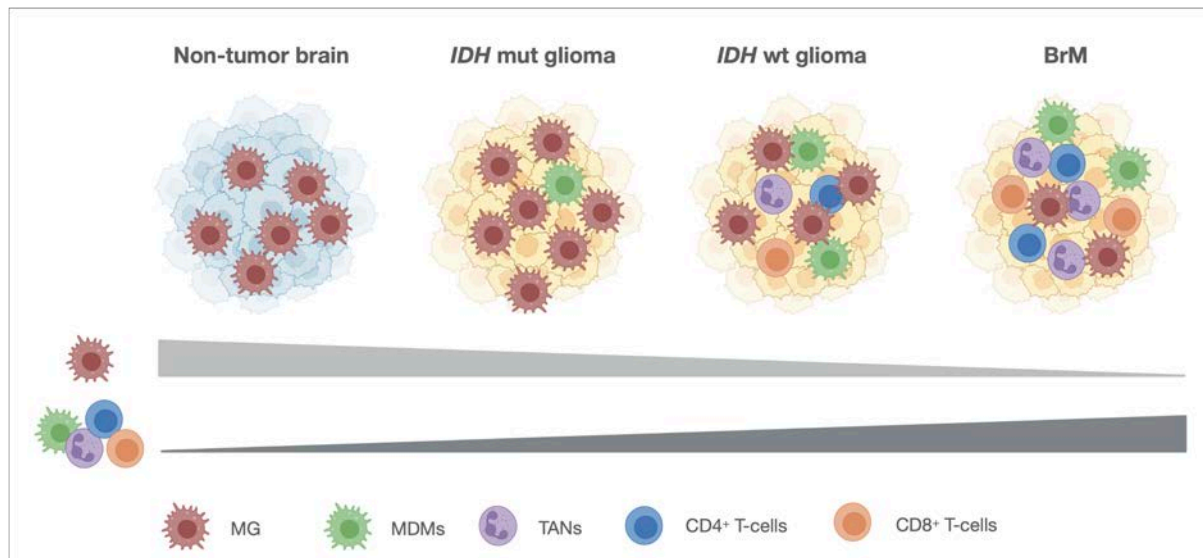 Non-tumor brain IDH mut glioma IDH wt glioma BrM
MG MDMs TANs CD4⁺ T-cells CD8⁺ T-cells